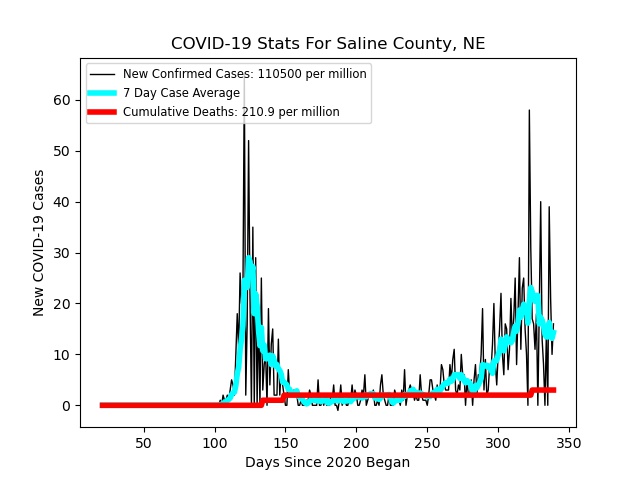 COVID-19 Stats For Saline County, NE
New Confirmed Cases: 110500 per million
7 Day Case Average
Cumulative Deaths: 210.9 per million
New COVID-19 Cases
60
50
40
30
20
10
0
50 100 150 200 250 300 350
Days Since 2020 Began